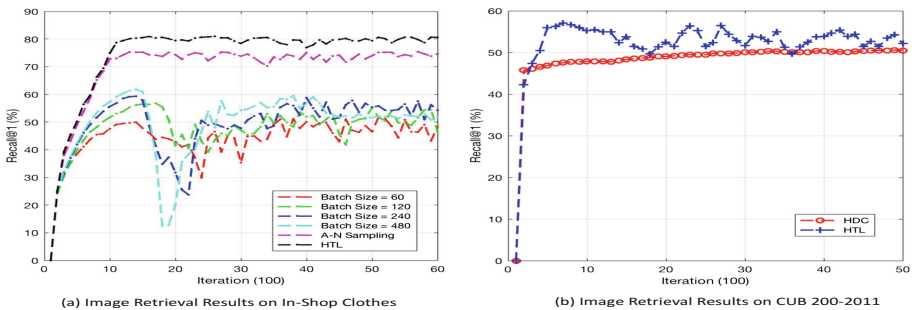 90
80
70
60
50
40
30
20
10
0
Recall@1 (%)
0 10 20 30 40 50 60
Iteration (100)
Batch Size = 60
Batch Size = 120
Batch Size = 240
Batch Size = 480
A-N Sampling
HTL
(a) Image Retrieval Results on In-Shop Clothes
60
50
40
30
20
10
0
Recall@1 (%)
0 10 20 30 40 50
Iteration (100)
HDC
HTL
(b) Image Retrieval Results on CUB 200-2011